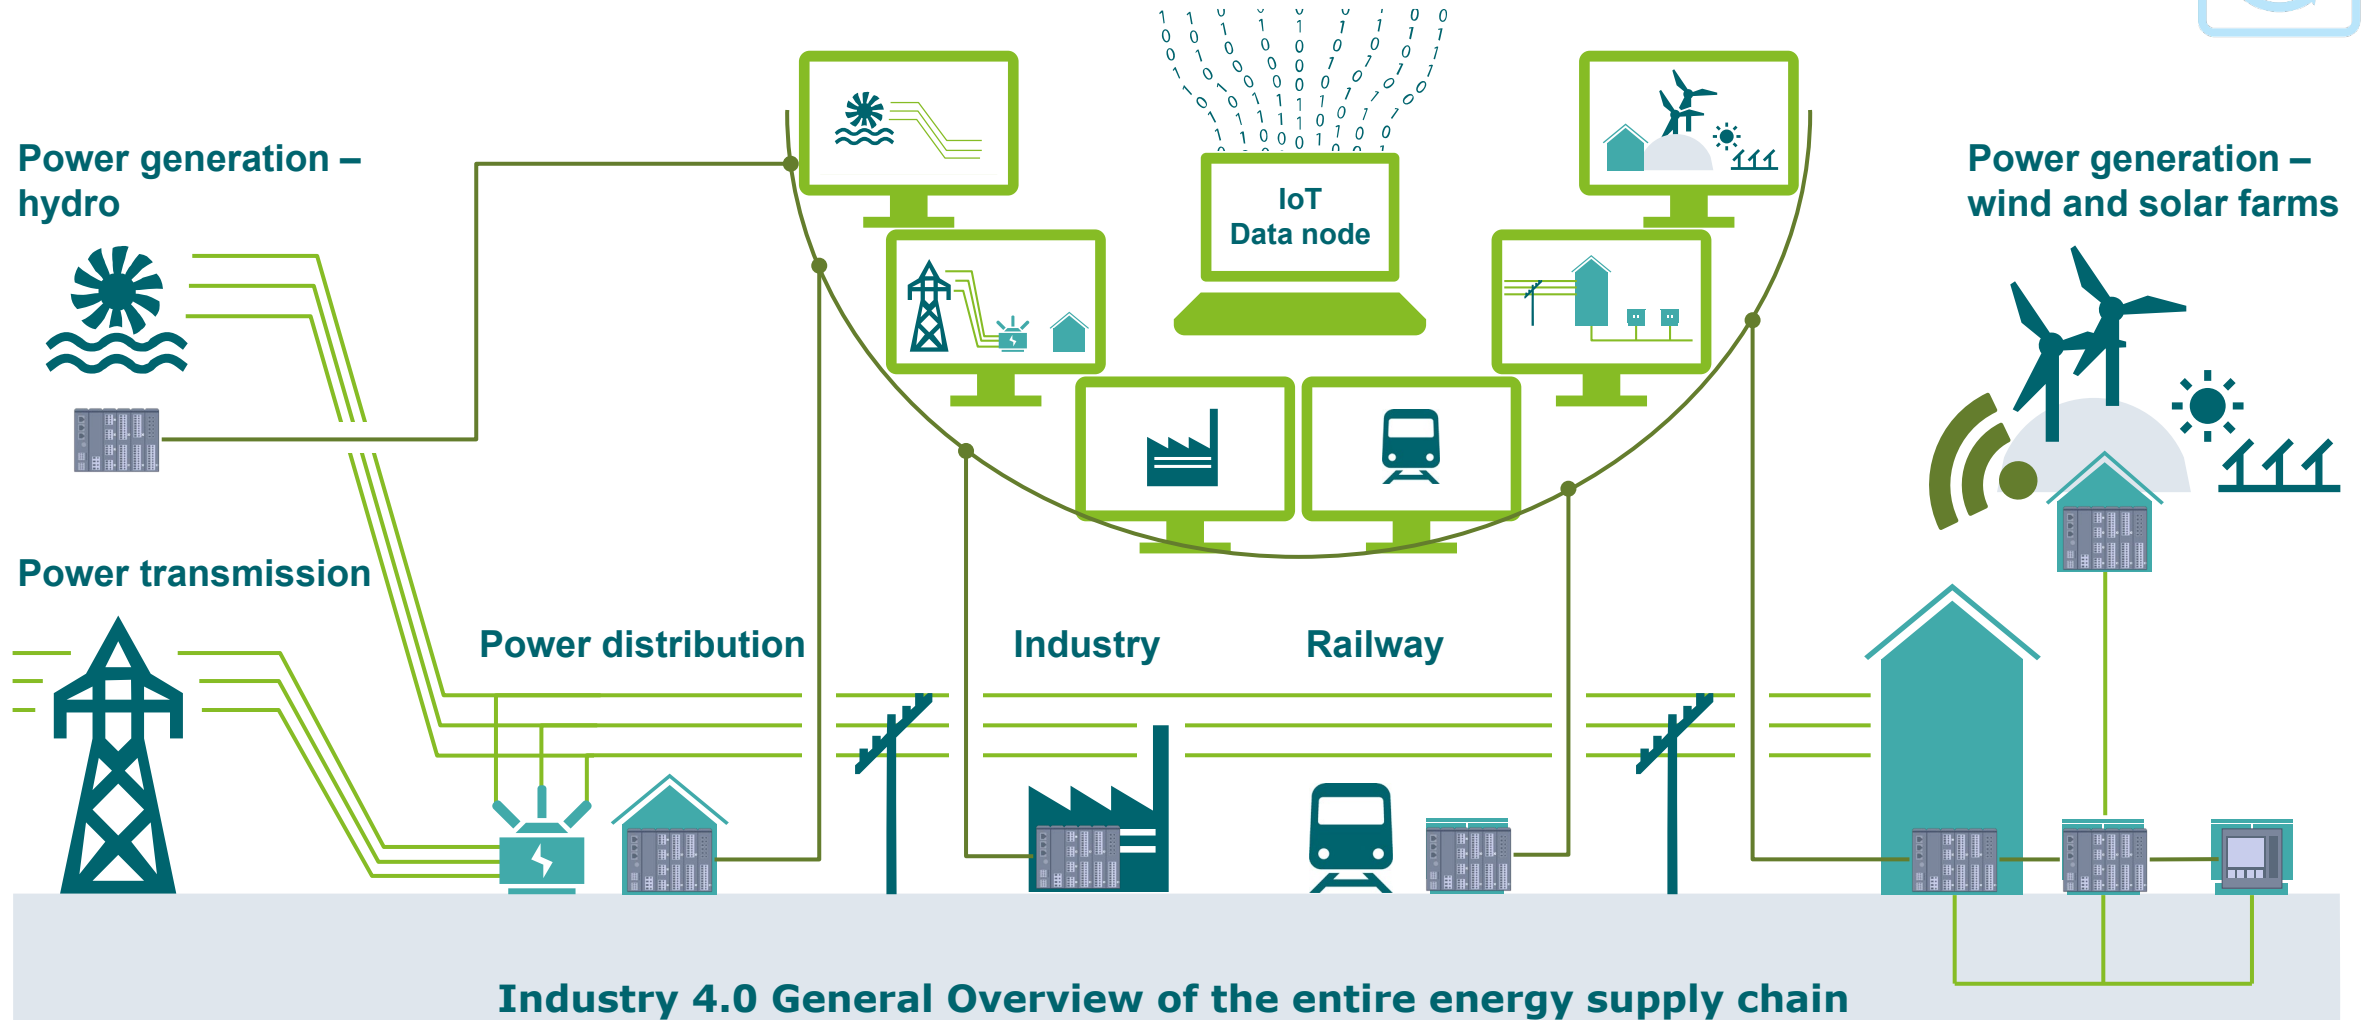 Power generation –
hydro
IoT
Data node
Power generation –
wind and solar farms
Power transmission
Power distribution
Industry
Railway
Industry 4.0 General Overview of the entire energy supply chain